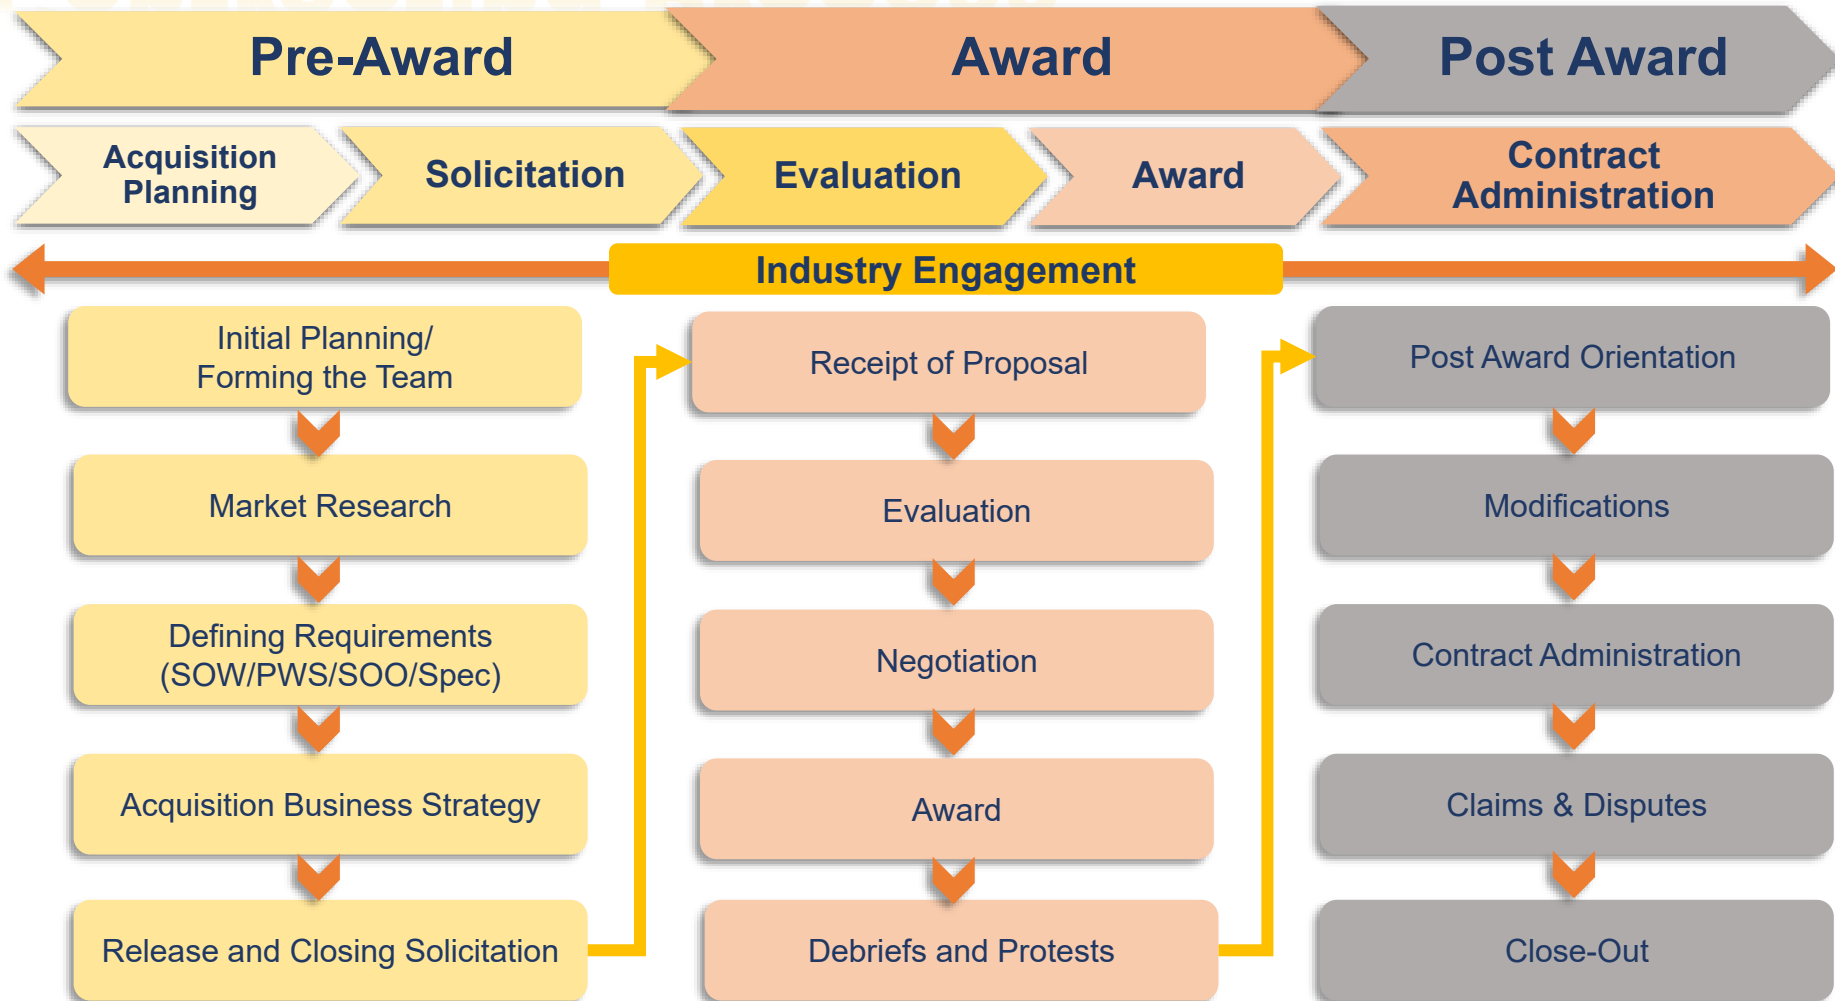 Pre-Award
Award
Post Award
Acquisition
Planning
Solicitation
Evaluation
Award
Contract
Administration
Industry Engagement
Initial Planning/
Forming the Team
Market Research
Defining Requirements
(SOW/PWS/SOO/Spec)
Acquisition Business Strategy
Release and Closing Solicitation
Receipt of Proposal
Evaluation
Negotiation
Award
Debriefs and Protests
Post Award Orientation
Modifications
Contract Administration
Claims & Disputes
Close-Out